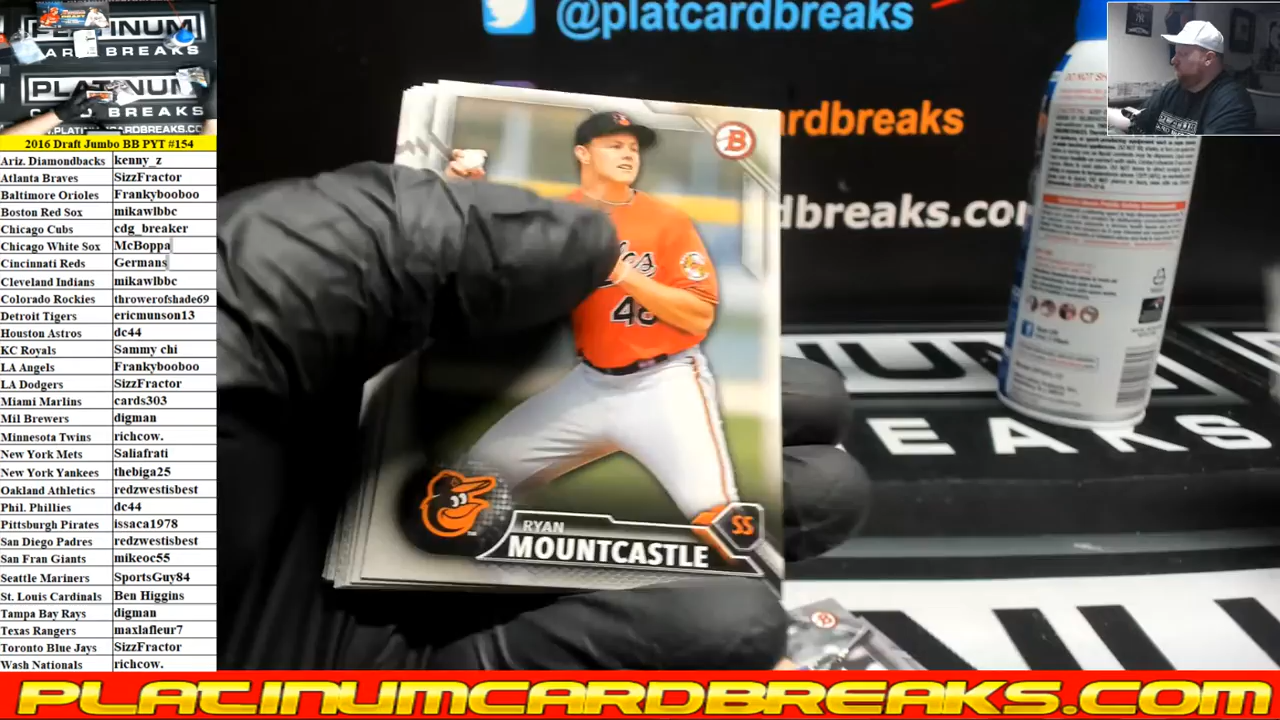 @platcardbreaks
ardbreaks
dbreaks.con
PLATINUM
CARD BREAKS
PLATINUM
2016 Draft Jumbo BB PYT #154
Ariz. Diamondbacks kenny_z
Atlanta Braves SizzFractor
Baltimore Orioles Frankybooboo
Boston Red Sox mikawlbbc
Chicago Cubs cdg_breaker
Chicago White Sox McBoppa
Cincinnati Reds Germans
Cleveland Indians mikawlbbc
Colorado Rockies throwerofshade69
Detroit Tigers ericmunson13
Houston Astros dc44
KC Royals Sammy chi
LA Angels Frankybooboo
LA Dodgers SizzFractor
Miami Marlins cards303
Mil Brewers digman
Minnesota Twins richcow.
New York Mets Saliafrati
New York Yankees thebiga25
Oakland Athletics redzwestisbest
Phil. Phillies dc44
Pittsburgh Pirates issaca1978
San Diego Padres redzwestisbest
San Fran Giants mikeoc55
Seattle Mariners SportsGuy84
St. Louis Cardinals Ben Higgins
Tampa Bay Rays digman
Texas Rangers maxlafleur7
Toronto Blue Jays SizzFractor
Wash Nationals richcow.
B
48
SS
RYAN
MOUNTCASTLE
EAKS
PLATINUMCARDBREAKS.COM